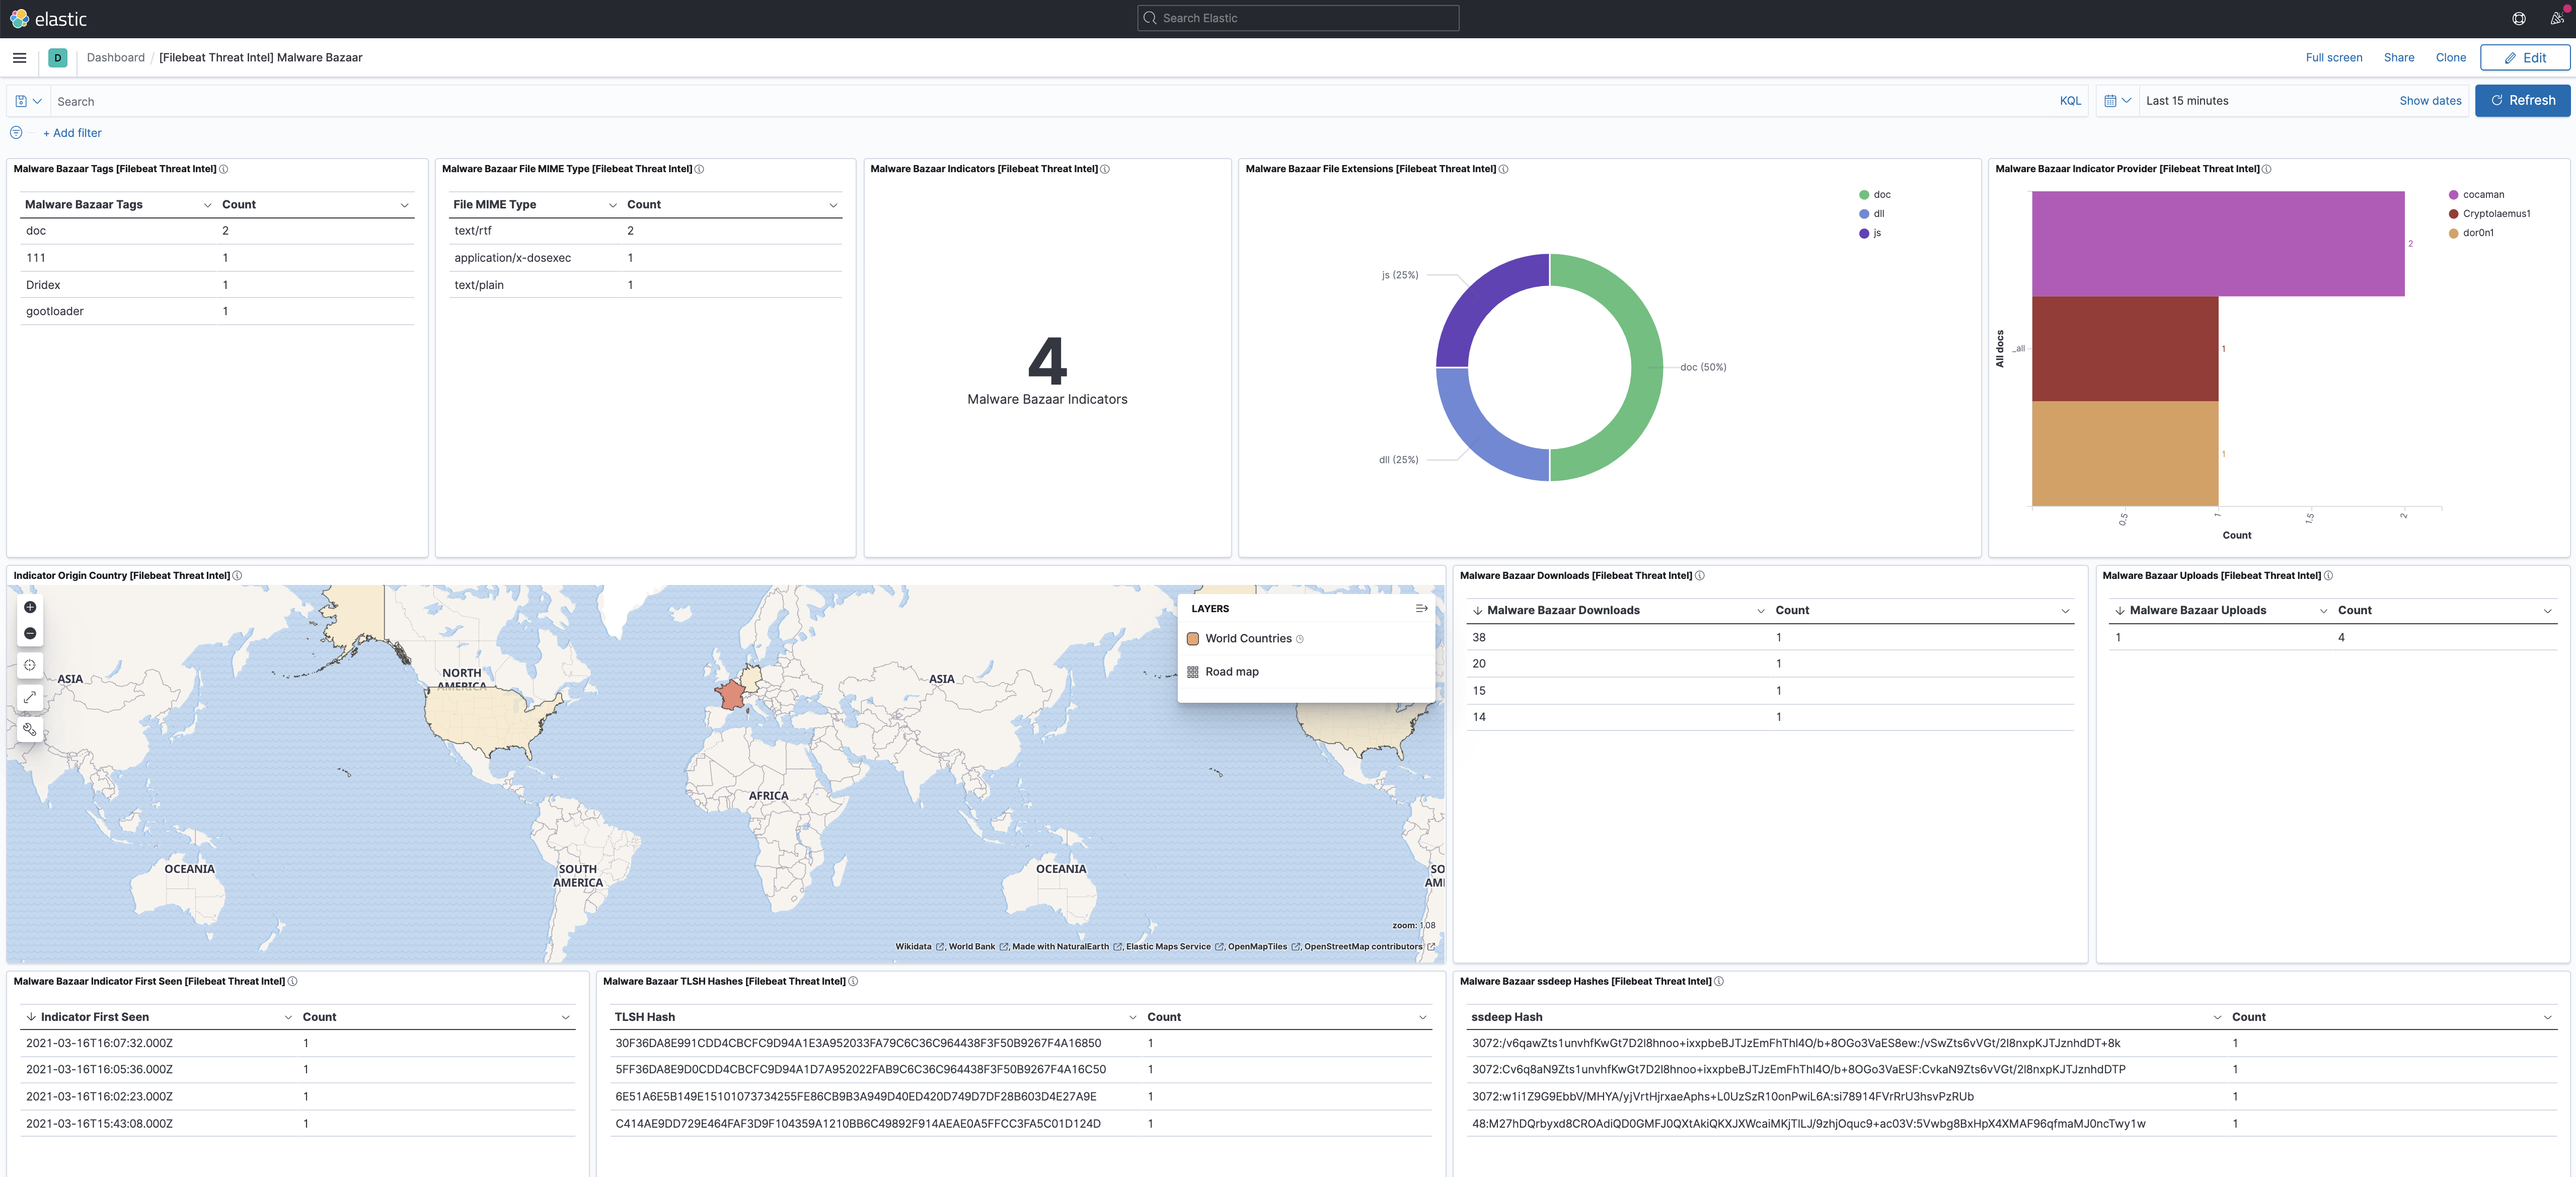 elastic
Search Elastic
D
Dashboard / [Filebeat Threat Intel] Malware Bazaar
Full screen
Share
Clone
Edit
Search
KQL
Last 15 minutes
Show dates
Refresh
+ Add filter
Malware Bazaar Tags [Filebeat Threat Intel]
Malware Bazaar Tags Count
doc 2
111 1
Dridex 1
gootloader 1
Malware Bazaar File MIME Type [Filebeat Threat Intel]
File MIME Type Count
text/rtf 2
application/x-dosexec 1
text/plain 1
Malware Bazaar Indicators [Filebeat Threat Intel]
4
Malware Bazaar Indicators
Malware Bazaar File Extensions [Filebeat Threat Intel]
doc
dll
js
js (25%)
doc (50%)
dll (25%)
Malware Bazaar Indicator Provider [Filebeat Threat Intel]
cocaman
Cryptolaemus1
dor0n1
2
1
1
All docs
_all
0.5
1
1.5
2
Count
Indicator Origin Country [Filebeat Threat Intel]
LAYERS
World Countries
Road map
ASIA
NORTH
AMERICA
ASIA
AFRICA
OCEANIA
SOUTH
AMERICA
OCEANIA
SO
AM
zoom: 1.08
Wikidata , World Bank , Made with NaturalEarth , Elastic Maps Service , OpenMapTiles , OpenStreetMap contributors
Malware Bazaar Downloads [Filebeat Threat Intel]
Malware Bazaar Downloads Count
38 1
20 1
15 1
14 1
Malware Bazaar Uploads [Filebeat Threat Intel]
Malware Bazaar Uploads Count
1 4
Malware Bazaar Indicator First Seen [Filebeat Threat Intel]
Indicator First Seen Count
2021-03-16T16:07:32.000Z 1
2021-03-16T16:05:36.000Z 1
2021-03-16T16:02:23.000Z 1
2021-03-16T15:43:08.000Z 1
Malware Bazaar TLSH Hashes [Filebeat Threat Intel]
TLSH Hash Count
30F36DA8E991CDD4CBCFC9D94A1E3A952033FA79C6C36C964438F3F50B9267F4A16850 1
5FF36DA8E9D0CDD4CBCFC9D94A1D7A952022FAB9C6C36C964438F3F50B9267F4A16C50 1
6E51A6E5B149E15101073734255FE86CB9B3A949D40ED420D749D7DF28B603D4E27A9E 1
C414AE9DD729E464FAF3D9F104359A1210BB6C49892F914AEAE0A5FFCC3FA5C01D124D 1
Malware Bazaar ssdeep Hashes [Filebeat Threat Intel]
ssdeep Hash Count
3072:/v6qawZts1unvhfKwGt7D2l8hnoo+ixxpbeBJTJzEmFhThl4O/b+8OGo3VaES8ew:/vSwZts6vVGt/2l8nxpKJTJznhdDT+8k 1
3072:Cv6q8aN9Zts1unvhfKwGt7D2l8hnoo+ixxpbeBJTJzEmFhThl4O/b+8OGo3VaESF:CvkaN9Zts6vVGt/2l8nxpKJTJznhdDTP 1
3072:w1i1Z9G9EbbV/MHYA/yjVrtHjrxaeAphs+L0UzSzR10onPwiL6A:si78914FVrRrU3hsvPzRUb 1
48:M27hDQrbyxd8CROAdiQD0GMFJ0QXtAkiQKXJXWcaiMKjTlLJ/9zhjOquc9+ac03V:5Vwbg8BxHpX4XMAF96qfmaMJ0ncTwy1w 1